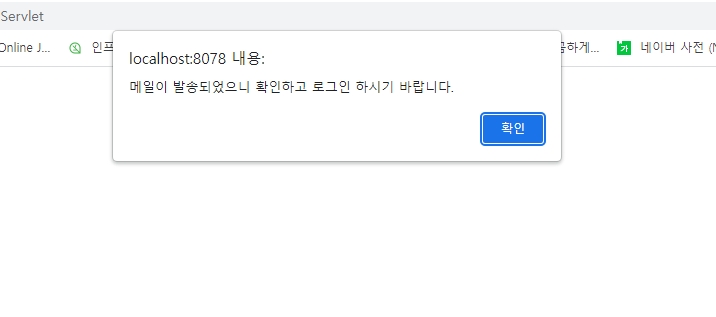 Servlet
Online J...
인프
곰하게...
네이버 사전 (N
localhost:8078 내용:
메일이 발송되었으니 확인하고 로그인 하시기 바랍니다.
확인